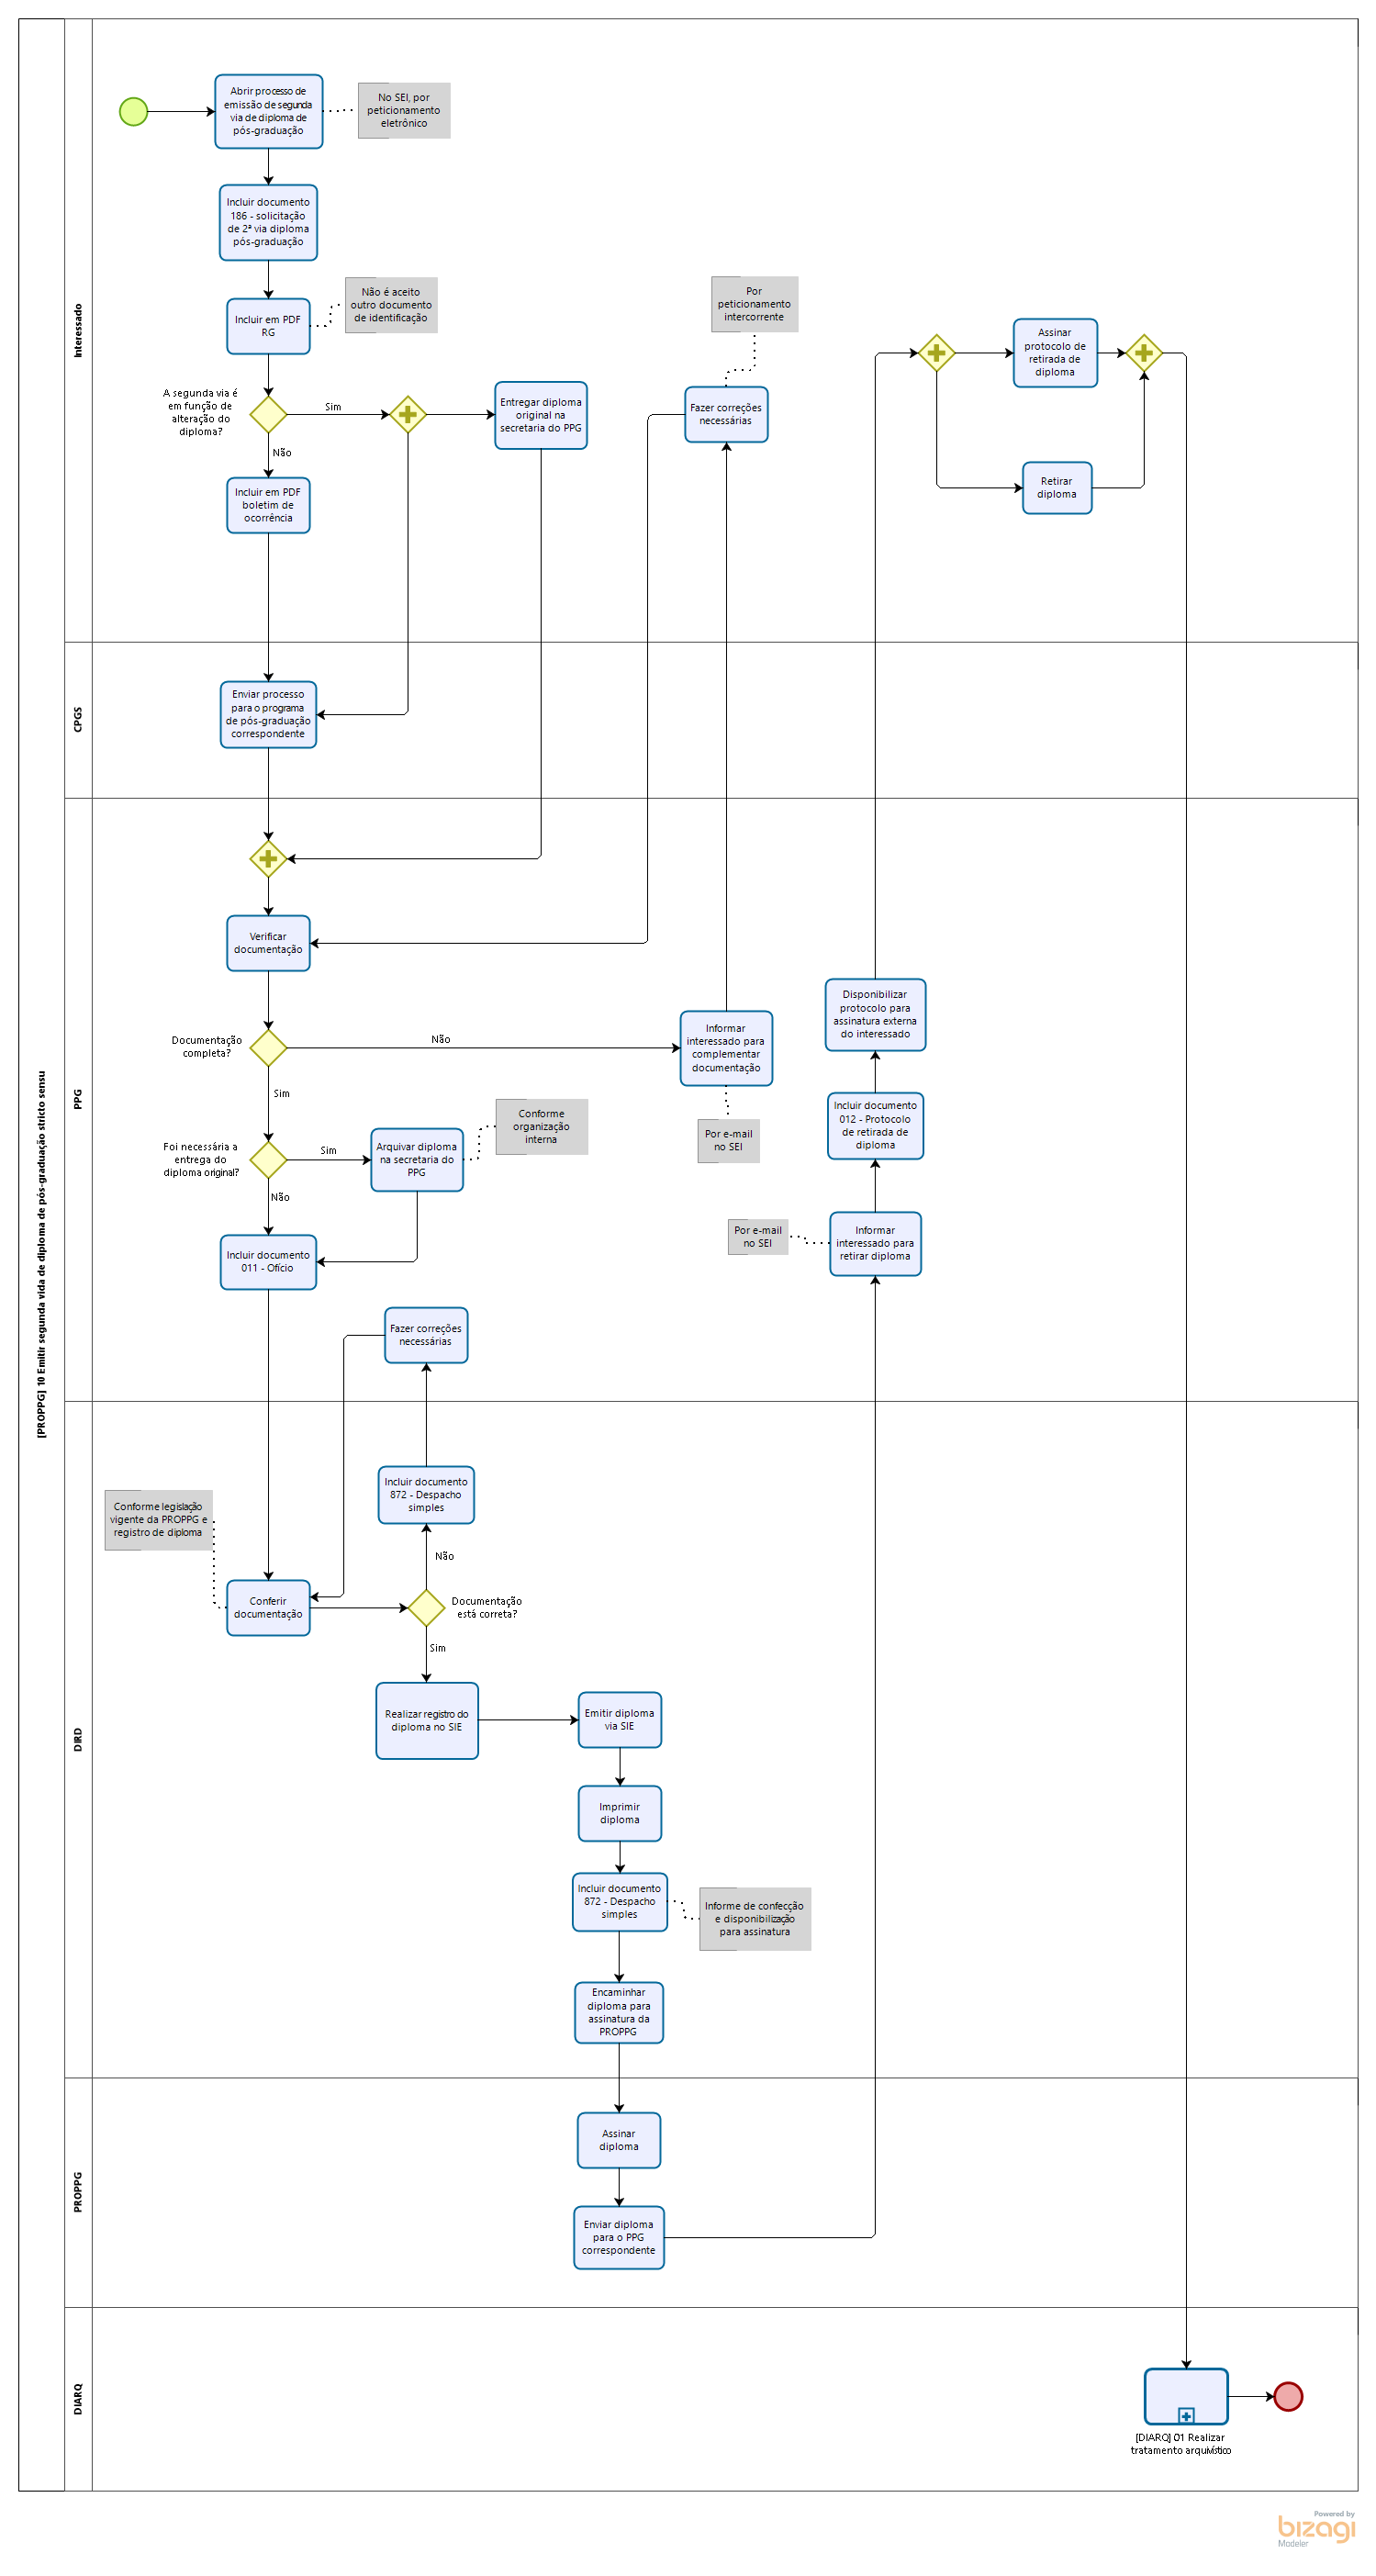 [PROPPG] 10 Emitir segunda vida de diploma de pós-graduação stricto sensu
Interessado
Abrir processo de
emissão de segunda
via de diploma de
pós-graduação
No SEI, por
peticionamento
eletrônico
Incluir documento
186 - solicitação
de 2ª via diploma
pós-graduação
Incluir em PDF
RG
Não é aceito
outro documento
de identificação
A segunda via é
em função de
alteração do
diploma?
Sim
Não
Entregar diploma
original na
secretaria do PPG
Incluir em PDF
boletim de
ocorrência
Por
peticionamento
intercorrente
Fazer correções
necessárias
Assinar
protocolo de
retirada de
diploma
Retirar
diploma
CPGS
Enviar processo
para o programa
de pós-graduação
correspondente
PPG
Verificar
documentação
Documentação
completa?
Não
Sim
Informar
interessado para
complementar
documentação
Por e-mail
no SEI
Foi necessária a
entrega do
diploma original?
Sim
Não
Arquivar diploma
na secretaria do
PPG
Conforme
organização
interna
Incluir documento
011 - Ofício
Fazer correções
necessárias
Disponibilizar
protocolo para
assinatura externa
do interessado
Incluir documento
012 - Protocolo
de retirada de
diploma
Por e-mail
no SEI
Informar
interessado para
retirar diploma
DIRD
Incluir documento
872 - Despacho
simples
Conforme legislação
vigente da PROPPG e
registro de diploma
Não
Conferir
documentação
Documentação
está correta?
Sim
Realizar registro do
diploma no SIE
Emitir diploma
via SIE
Imprimir
diploma
Incluir documento
872 - Despacho
simples
Informe de confecção
e disponibilização
para assinatura
Encaminhar
diploma para
assinatura da
PROPPG
PROPPG
Assinar
diploma
Enviar diploma
para o PPG
correspondente
DIARQ
[DIARQ] 01 Realizar
tratamento arquivístico
Powered by
bizagi
Modeler